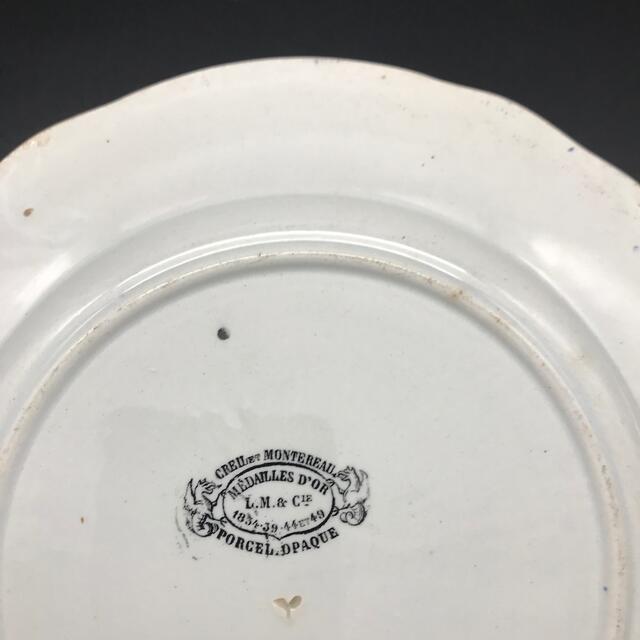 CREIL ET MONTEREAU
MÉDAILLES D'OR
L.M. & CIE
1834·39·44 ET 49
PORCEL. OPAQUE